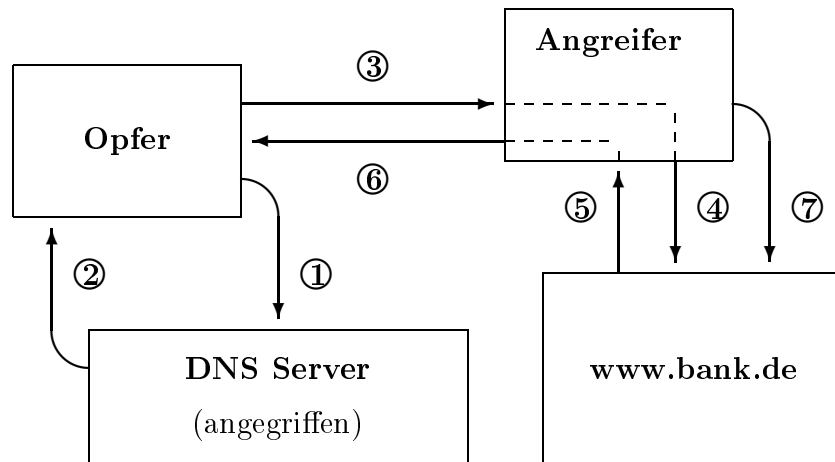 Angreifer
③
Opfer
⑥
⑤
④
⑦
②
①
DNS Server
(angegriffen)
www.bank.de